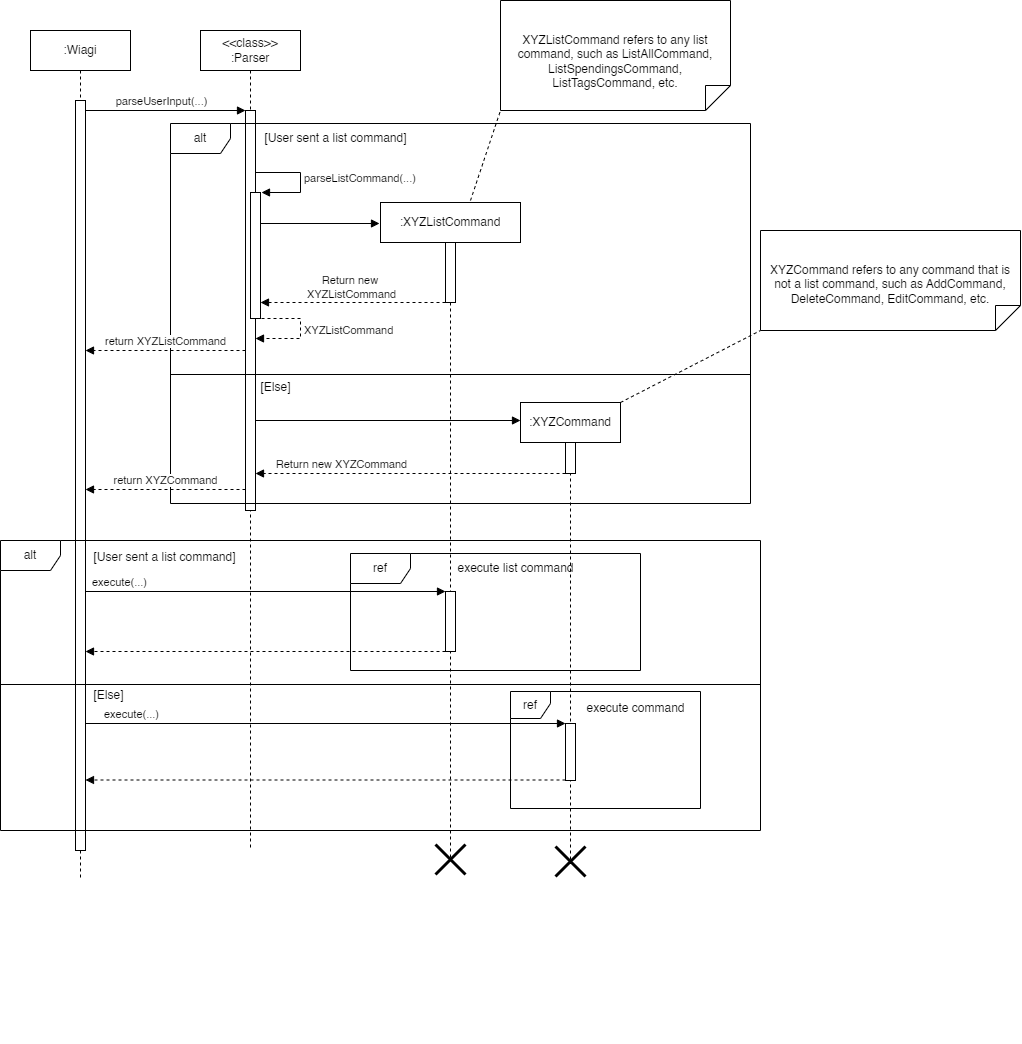 XYZListCommand refers to any list
command, such as ListAllCommand,
ListSpendingsCommand,
ListTagsCommand, etc.
:Wiagi
<<class>>
:Parser
parseUserInput(...)
alt
[User sent a list command]
parseListCommand(...)
:XYZListCommand
XYZCommand refers to any command that is
not a list command, such as AddCommand,
DeleteCommand, EditCommand, etc.
Return new
XYZListCommand
XYZListCommand
return XYZListCommand
[Else]
:XYZCommand
Return new XYZCommand
return XYZCommand
alt
[User sent a list command]
ref
execute list command
execute(...)
[Else]
ref
execute command
execute(...)